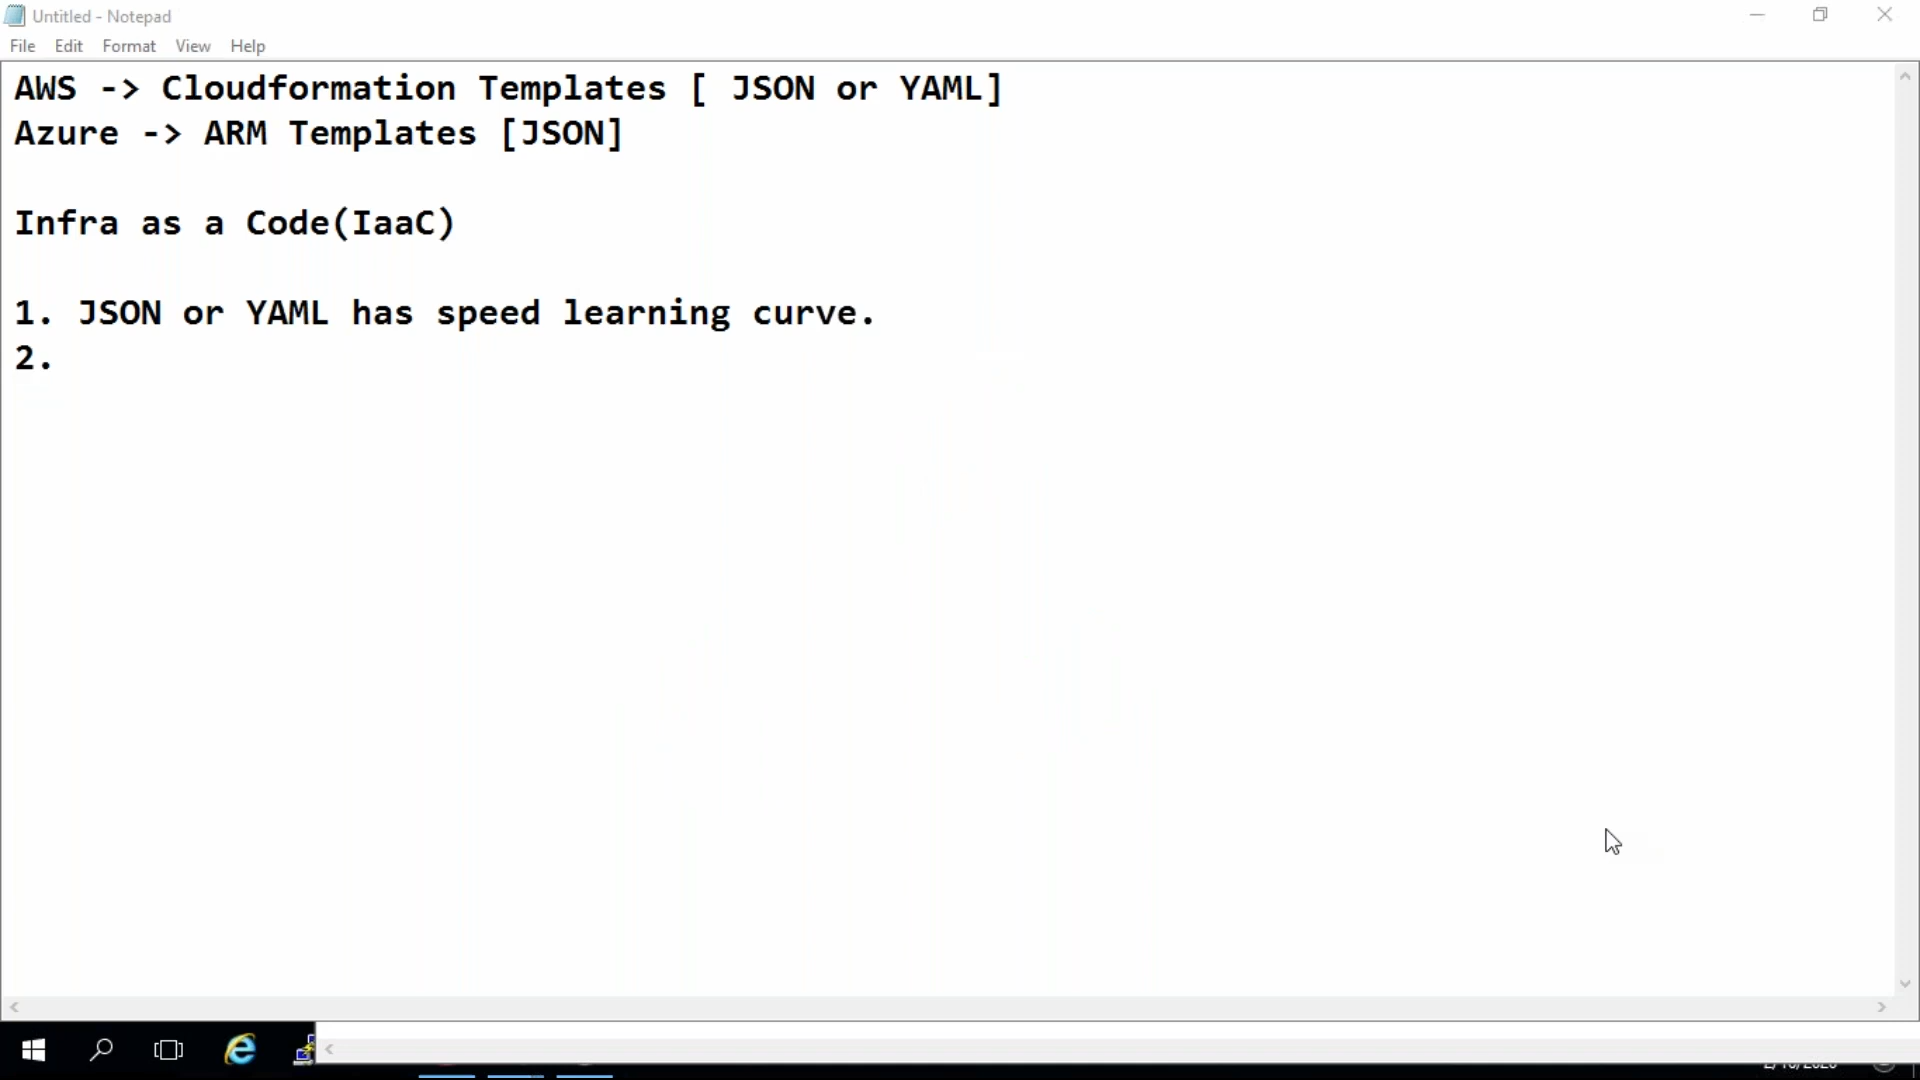 Untitled - Notepad
File Edit Format View Help
AWS -> Cloudformation Templates [ JSON or YAML]
Azure -> ARM Templates [JSON]
Infra as a Code(IaaC)
1. JSON or YAML has speed learning curve.
2.